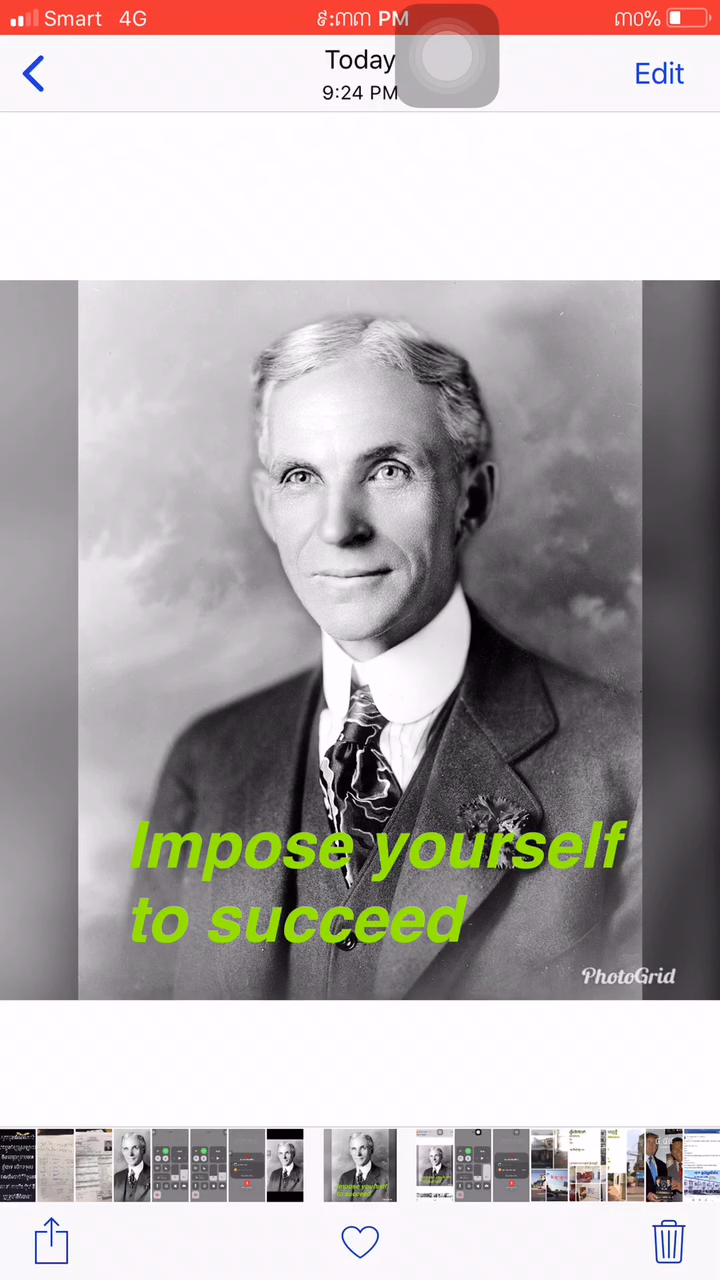 Smart 4G ៩:៣៣ PM ៣០%
Today
9:24 PM
Edit
Impose yourself
to succeed
PhotoGrid